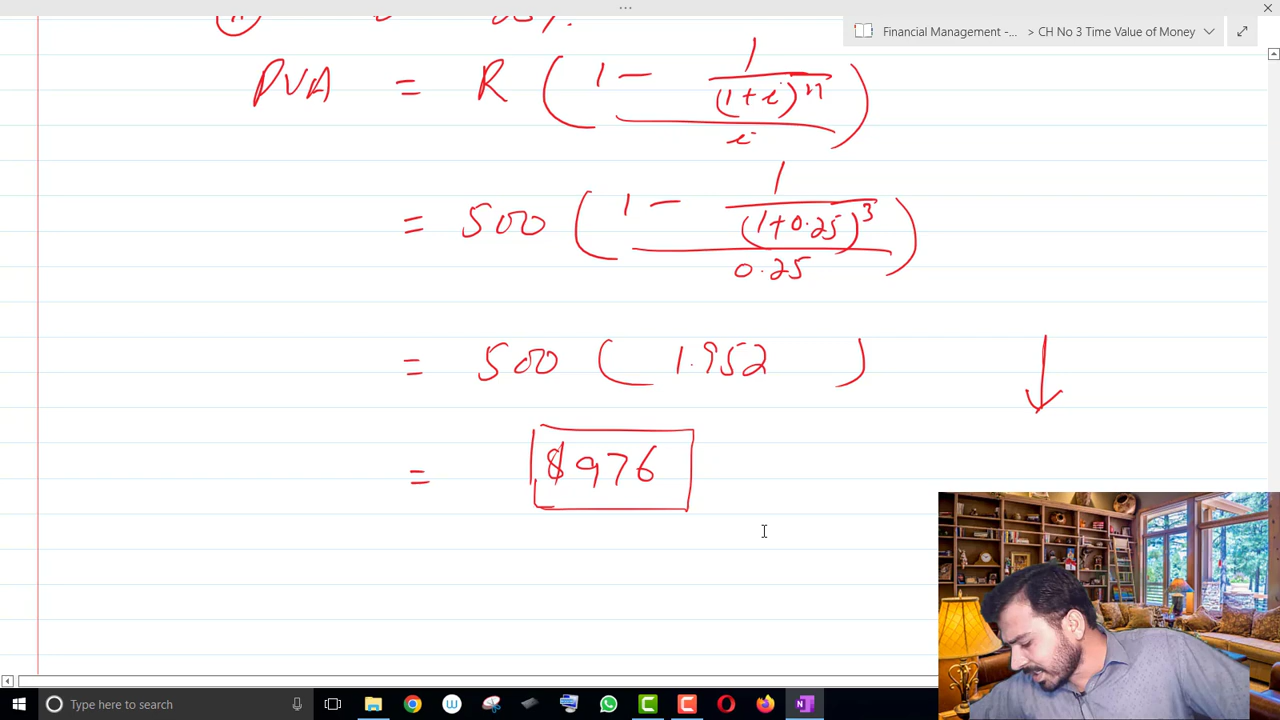 Financial Management -... > CH No 3 Time Value of Money
PVA = R ( 1 - 1 / (1+i)^n / i )
= 500 ( 1 - 1 / (1+0.25)^3 / 0.25 )
= 500 ( 1.952 )
= $976
Type here to search